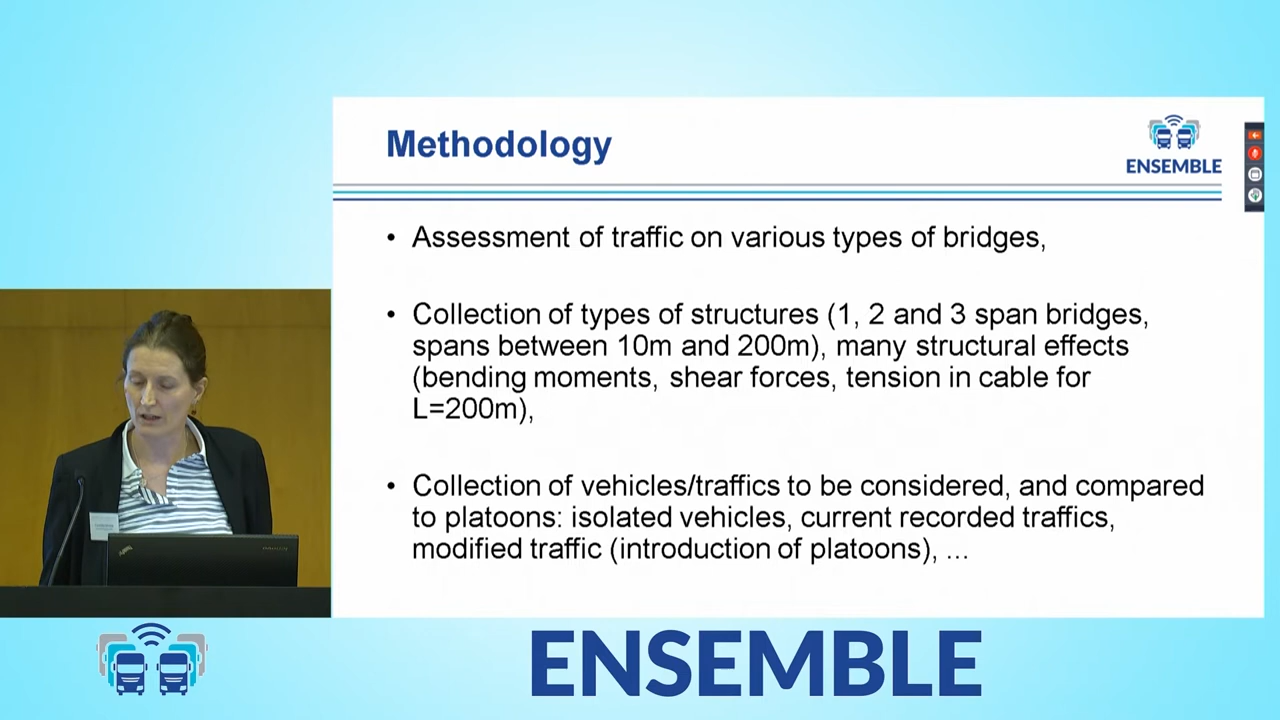 Methodology
ENSEMBLE
• Assessment of traffic on various types of bridges,
• Collection of types of structures (1, 2 and 3 span bridges,
spans between 10m and 200m), many structural effects
(bending moments, shear forces, tension in cable for
L=200m),
• Collection of vehicles/traffics to be considered, and compared
to platoons: isolated vehicles, current recorded traffics,
modified traffic (introduction of platoons), ...
ENSEMBLE